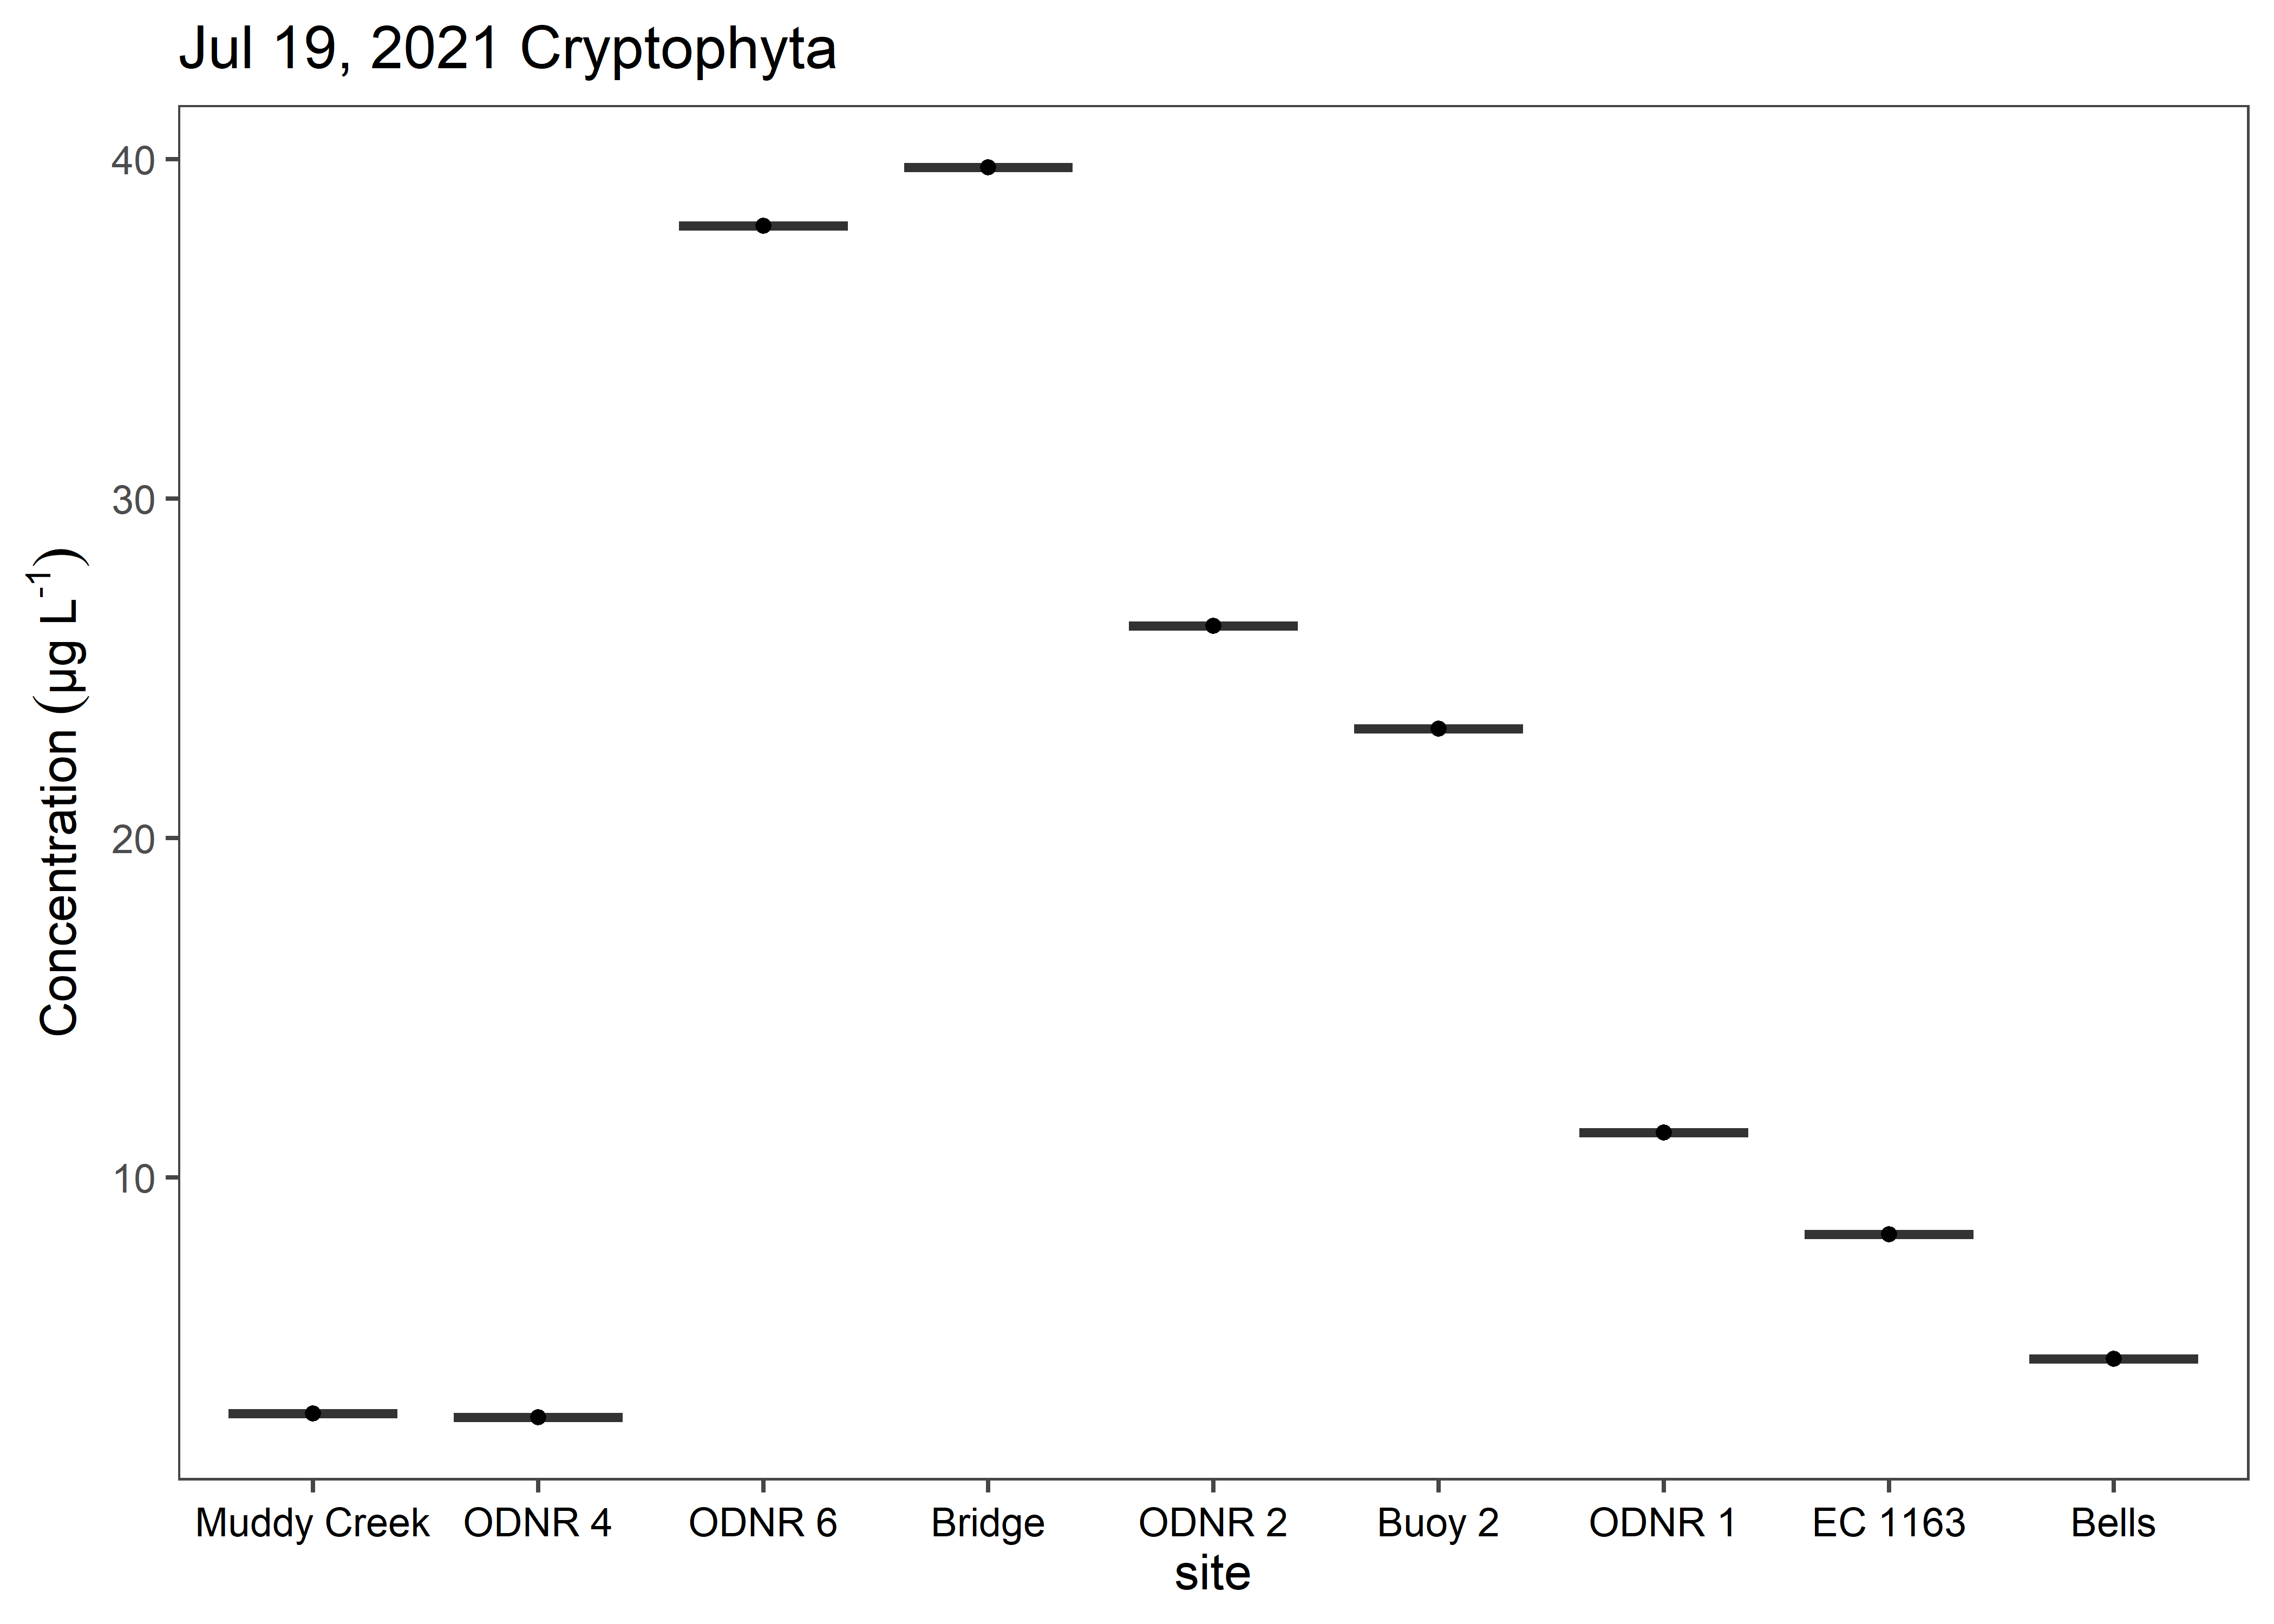 Jul 19, 2021 Cryptophyta
40
30
20
10
Concentration (µg L⁻¹)
Muddy Creek ODNR 4 ODNR 6 Bridge ODNR 2 Buoy 2 ODNR 1 EC 1163 Bells
site